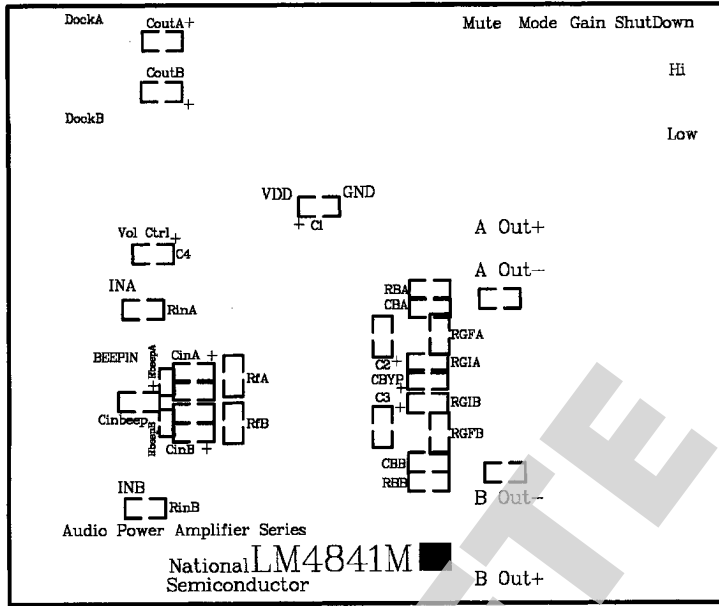 DockA
CoutA+
Mute Mode Gain ShutDown
CoutB
+
Hi
DockB
Low
VDD GND
+ C1
Vol Ctrl+
C4
A Out+
A Out-
INA
RinA
RBA
CBA
RGFA
BEEPIN
RbeepA
CinA +
RfA
C2+
RGIA
CBYP
+
+
C3 +
RGIB
Cinbeep
RbeepB
RfB
RGFB
CinB +
CBB
RBB
INB
RinB
B Out-
Audio Power Amplifier Series
National LM4841M
Semiconductor
B Out+